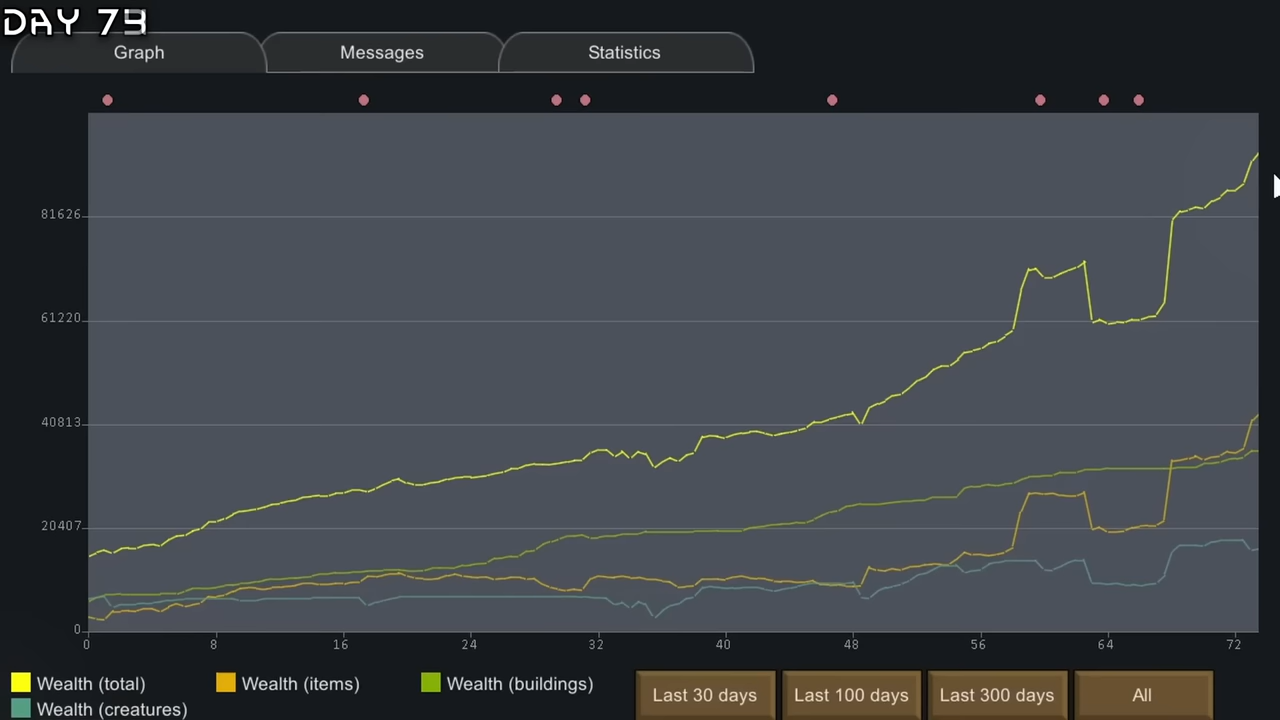 DAY 73
Graph Messages Statistics
81626
61220
40813
20407
0
0 8 16 24 32 40 48 56 64 72
Wealth (total) Wealth (items) Wealth (buildings)
Wealth (creatures)
Last 30 days Last 100 days Last 300 days All